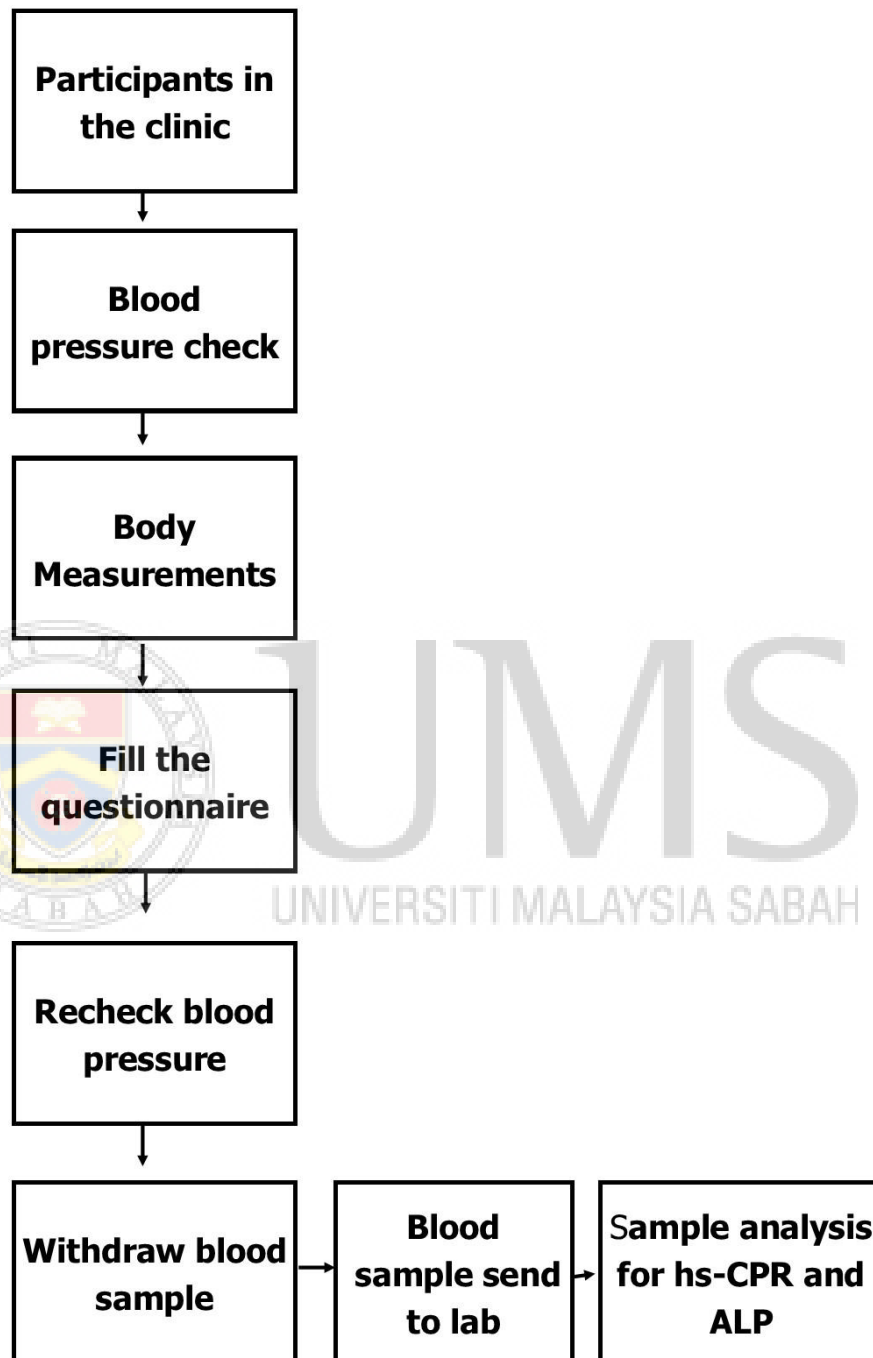 Participants in
the clinic
Blood
pressure check
Body
Measurements
Fill the
questionnaire
UMS
UNIVERSITI MALAYSIA SABAH
Recheck blood
pressure
Withdraw blood
sample
Blood
sample send
to lab
Sample analysis
for hs-CPR and
ALP